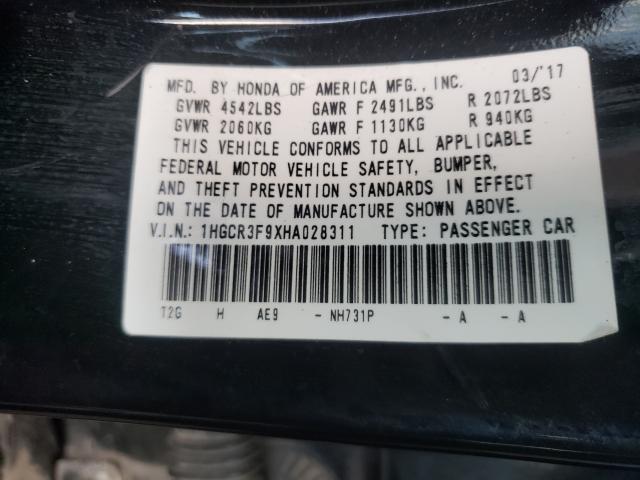 MFD. BY HONDA OF AMERICA MFG., INC. 03/'17
GVWR 4542LBS GAWR F 2491LBS R 2072LBS
GVWR 2060KG GAWR F 1130KG R 940KG
THIS VEHICLE CONFORMS TO ALL APPLICABLE
FEDERAL MOTOR VEHICLE SAFETY, BUMPER,
AND THEFT PREVENTION STANDARDS IN EFFECT
ON THE DATE OF MANUFACTURE SHOWN ABOVE.
V.I.N.: 1HGCR3F9XHA028311 TYPE: PASSENGER CAR
T2G H AE9 - NH731P - A - A